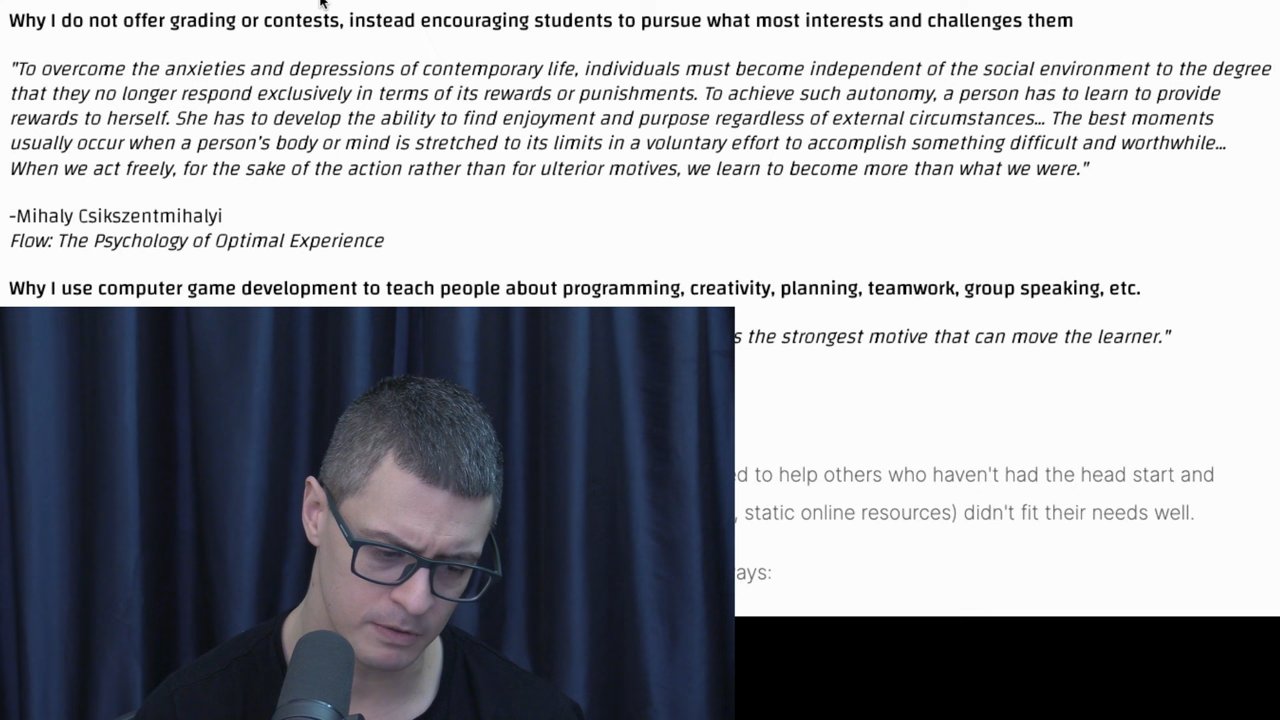 Why I do not offer grading or contests, instead encouraging students to pursue what most interests and challenges them
"To overcome the anxieties and depressions of contemporary life, individuals must become independent of the social environment to the degree
that they no longer respond exclusively in terms of its rewards or punishments. To achieve such autonomy, a person has to learn to provide
rewards to herself. She has to develop the ability to find enjoyment and purpose regardless of external circumstances... The best moments
usually occur when a person's body or mind is stretched to its limits in a voluntary effort to accomplish something difficult and worthwhile...
When we act freely, for the sake of the action rather than for ulterior motives, we learn to become more than what we were."
-Mihaly Csikszentmihalyi
Flow: The Psychology of Optimal Experience
Why I use computer game development to teach people about programming, creativity, planning, teamwork, group speaking, etc.
the strongest motive that can move the learner."
to help others who haven't had the head start and
, static online resources) didn't fit their needs well.